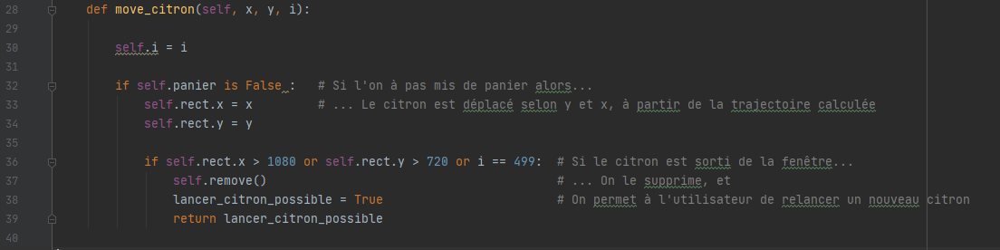 28 def move_citron(self, x, y, i):
29
30 self.i = i
31
32 if self.panier is False : # Si l'on à pas mis de panier alors...
33 self.rect.x = x # ... Le citron est déplacé selon y et x, à partir de la trajectoire calculée
34 self.rect.y = y
35
36 if self.rect.x > 1080 or self.rect.y > 720 or i == 499: # Si le citron est sorti de la fenêtre...
37 self.remove() # ... On le supprime, et
38 lancer_citron_possible = True # On permet à l'utilisateur de relancer un nouveau citron
39 return lancer_citron_possible
40